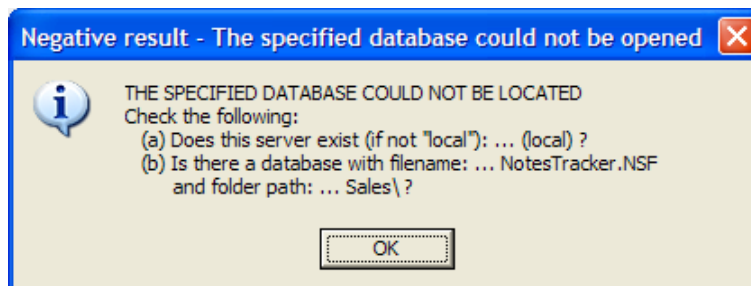 Negative result - The specified database could not be opened
THE SPECIFIED DATABASE COULD NOT BE LOCATED
Check the following:
(a) Does this server exist (if not "local"): ... (local) ?
(b) Is there a database with filename: ... NotesTracker.NSF
and folder path: ... Sales\ ?
OK